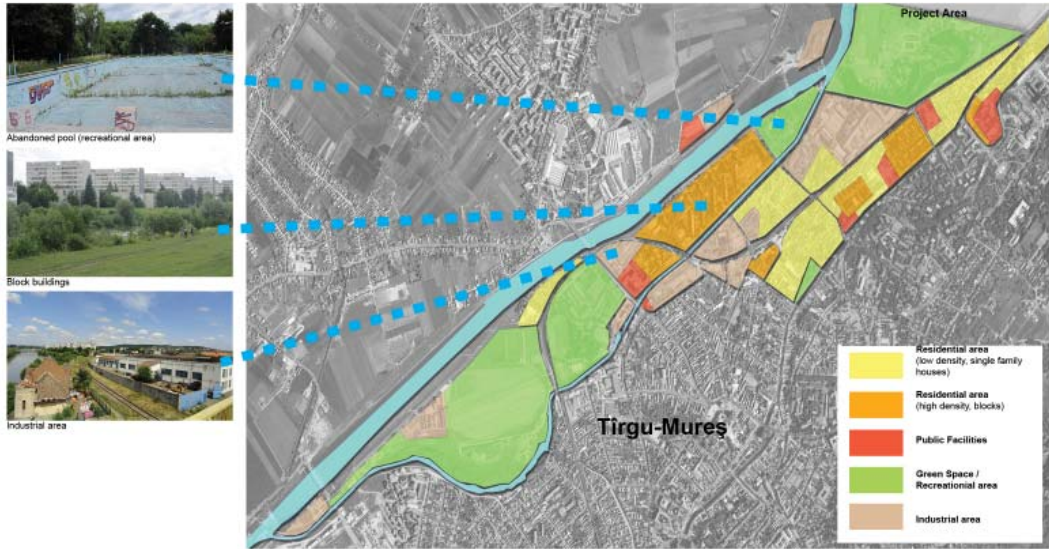 Abandoned pool (recreational area)
Block buildings
Industrial area
Project Area
Tîrgu-Mureş
Residential area
(low density, single family
houses)
Residential area
(high density, blocks)
Public Facilities
Green Space /
Recreationial area
Industrial area